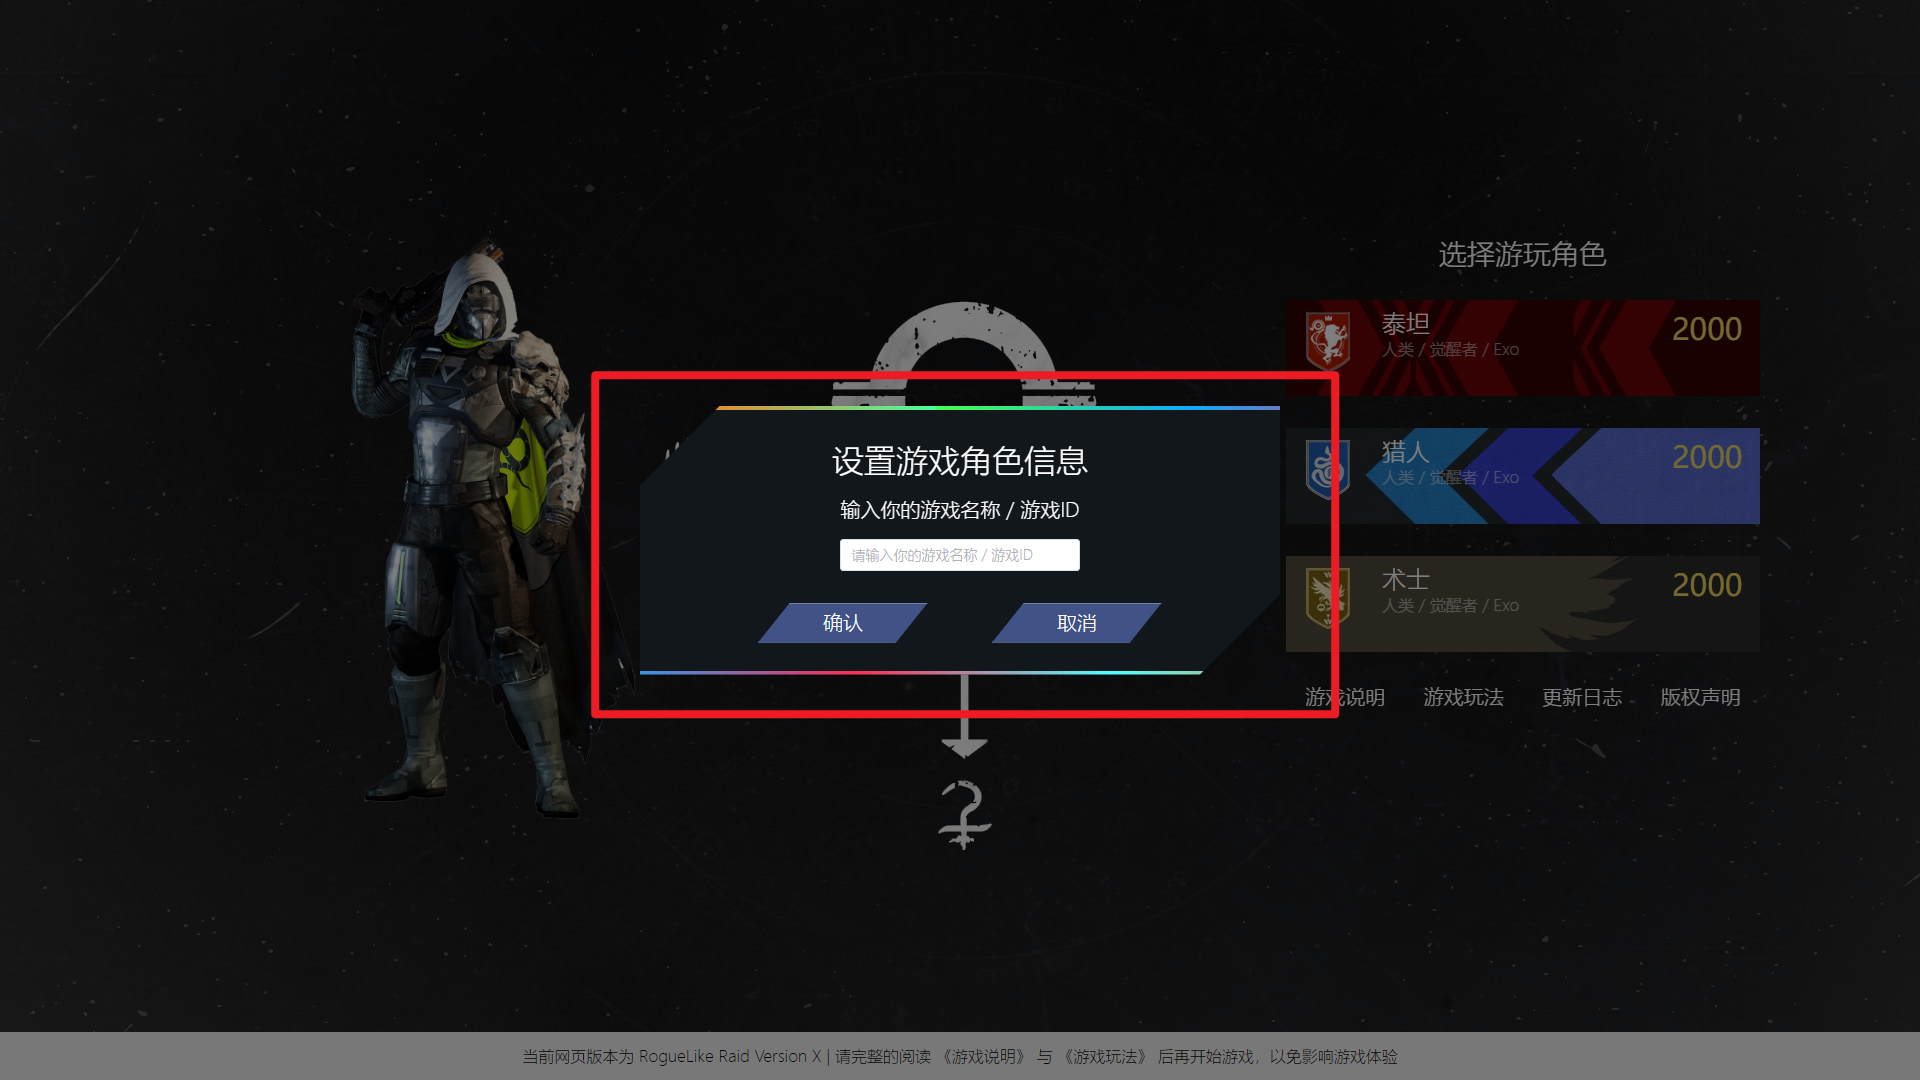 选择游玩角色
泰坦
人类 / 觉醒者 / Exo
2000
猎人
人类 / 觉醒者 / Exo
2000
术士
人类 / 觉醒者 / Exo
2000
游戏说明 游戏玩法 更新日志 版权声明
设置游戏角色信息
输入你的游戏名称 / 游戏ID
请输入你的游戏名称 / 游戏ID
确认 取消
当前网页版本为 RogueLike Raid Version X | 请完整的阅读 《游戏说明》 与 《游戏玩法》 后再开始游戏，以免影响游戏体验